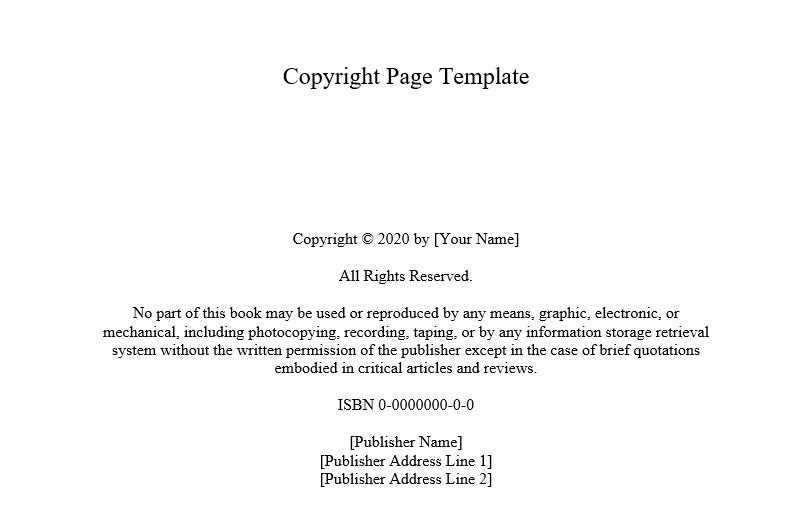 Copyright Page Template
Copyright © 2020 by [Your Name]
All Rights Reserved.
No part of this book may be used or reproduced by any means, graphic, electronic, or
mechanical, including photocopying, recording, taping, or by any information storage retrieval
system without the written permission of the publisher except in the case of brief quotations
embodied in critical articles and reviews.
ISBN 0-0000000-0-0
[Publisher Name]
[Publisher Address Line 1]
[Publisher Address Line 2]